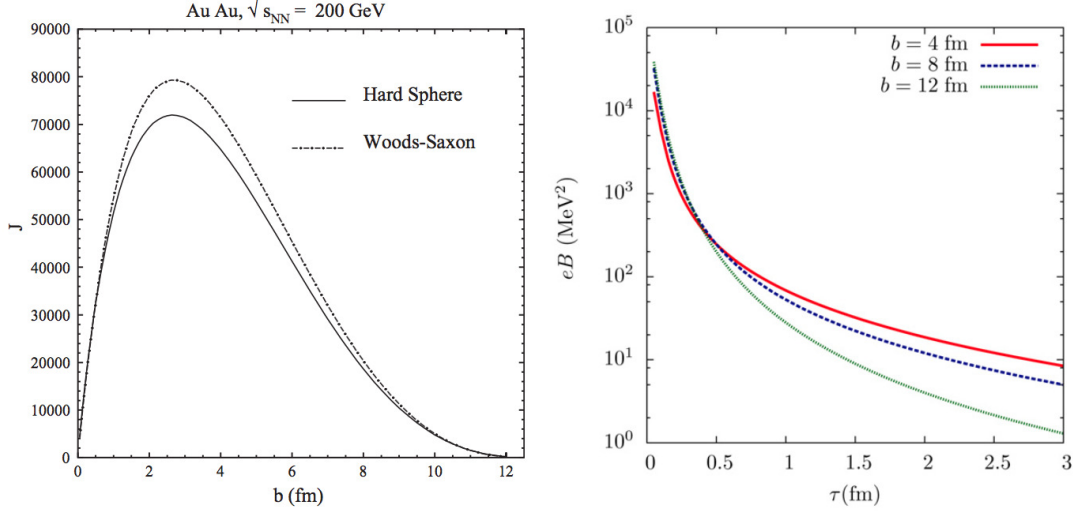 Au Au, √ s_NN = 200 GeV
90000
80000
70000
60000
50000
40000
30000
20000
10000
0
J
Hard Sphere
Woods-Saxon
0 2 4 6 8 10 12
b (fm)
10^5
10^4
10^3
10^2
10^1
10^0
eB (MeV^2)
b = 4 fm
b = 8 fm
b = 12 fm
0 0.5 1 1.5 2 2.5 3
τ(fm)